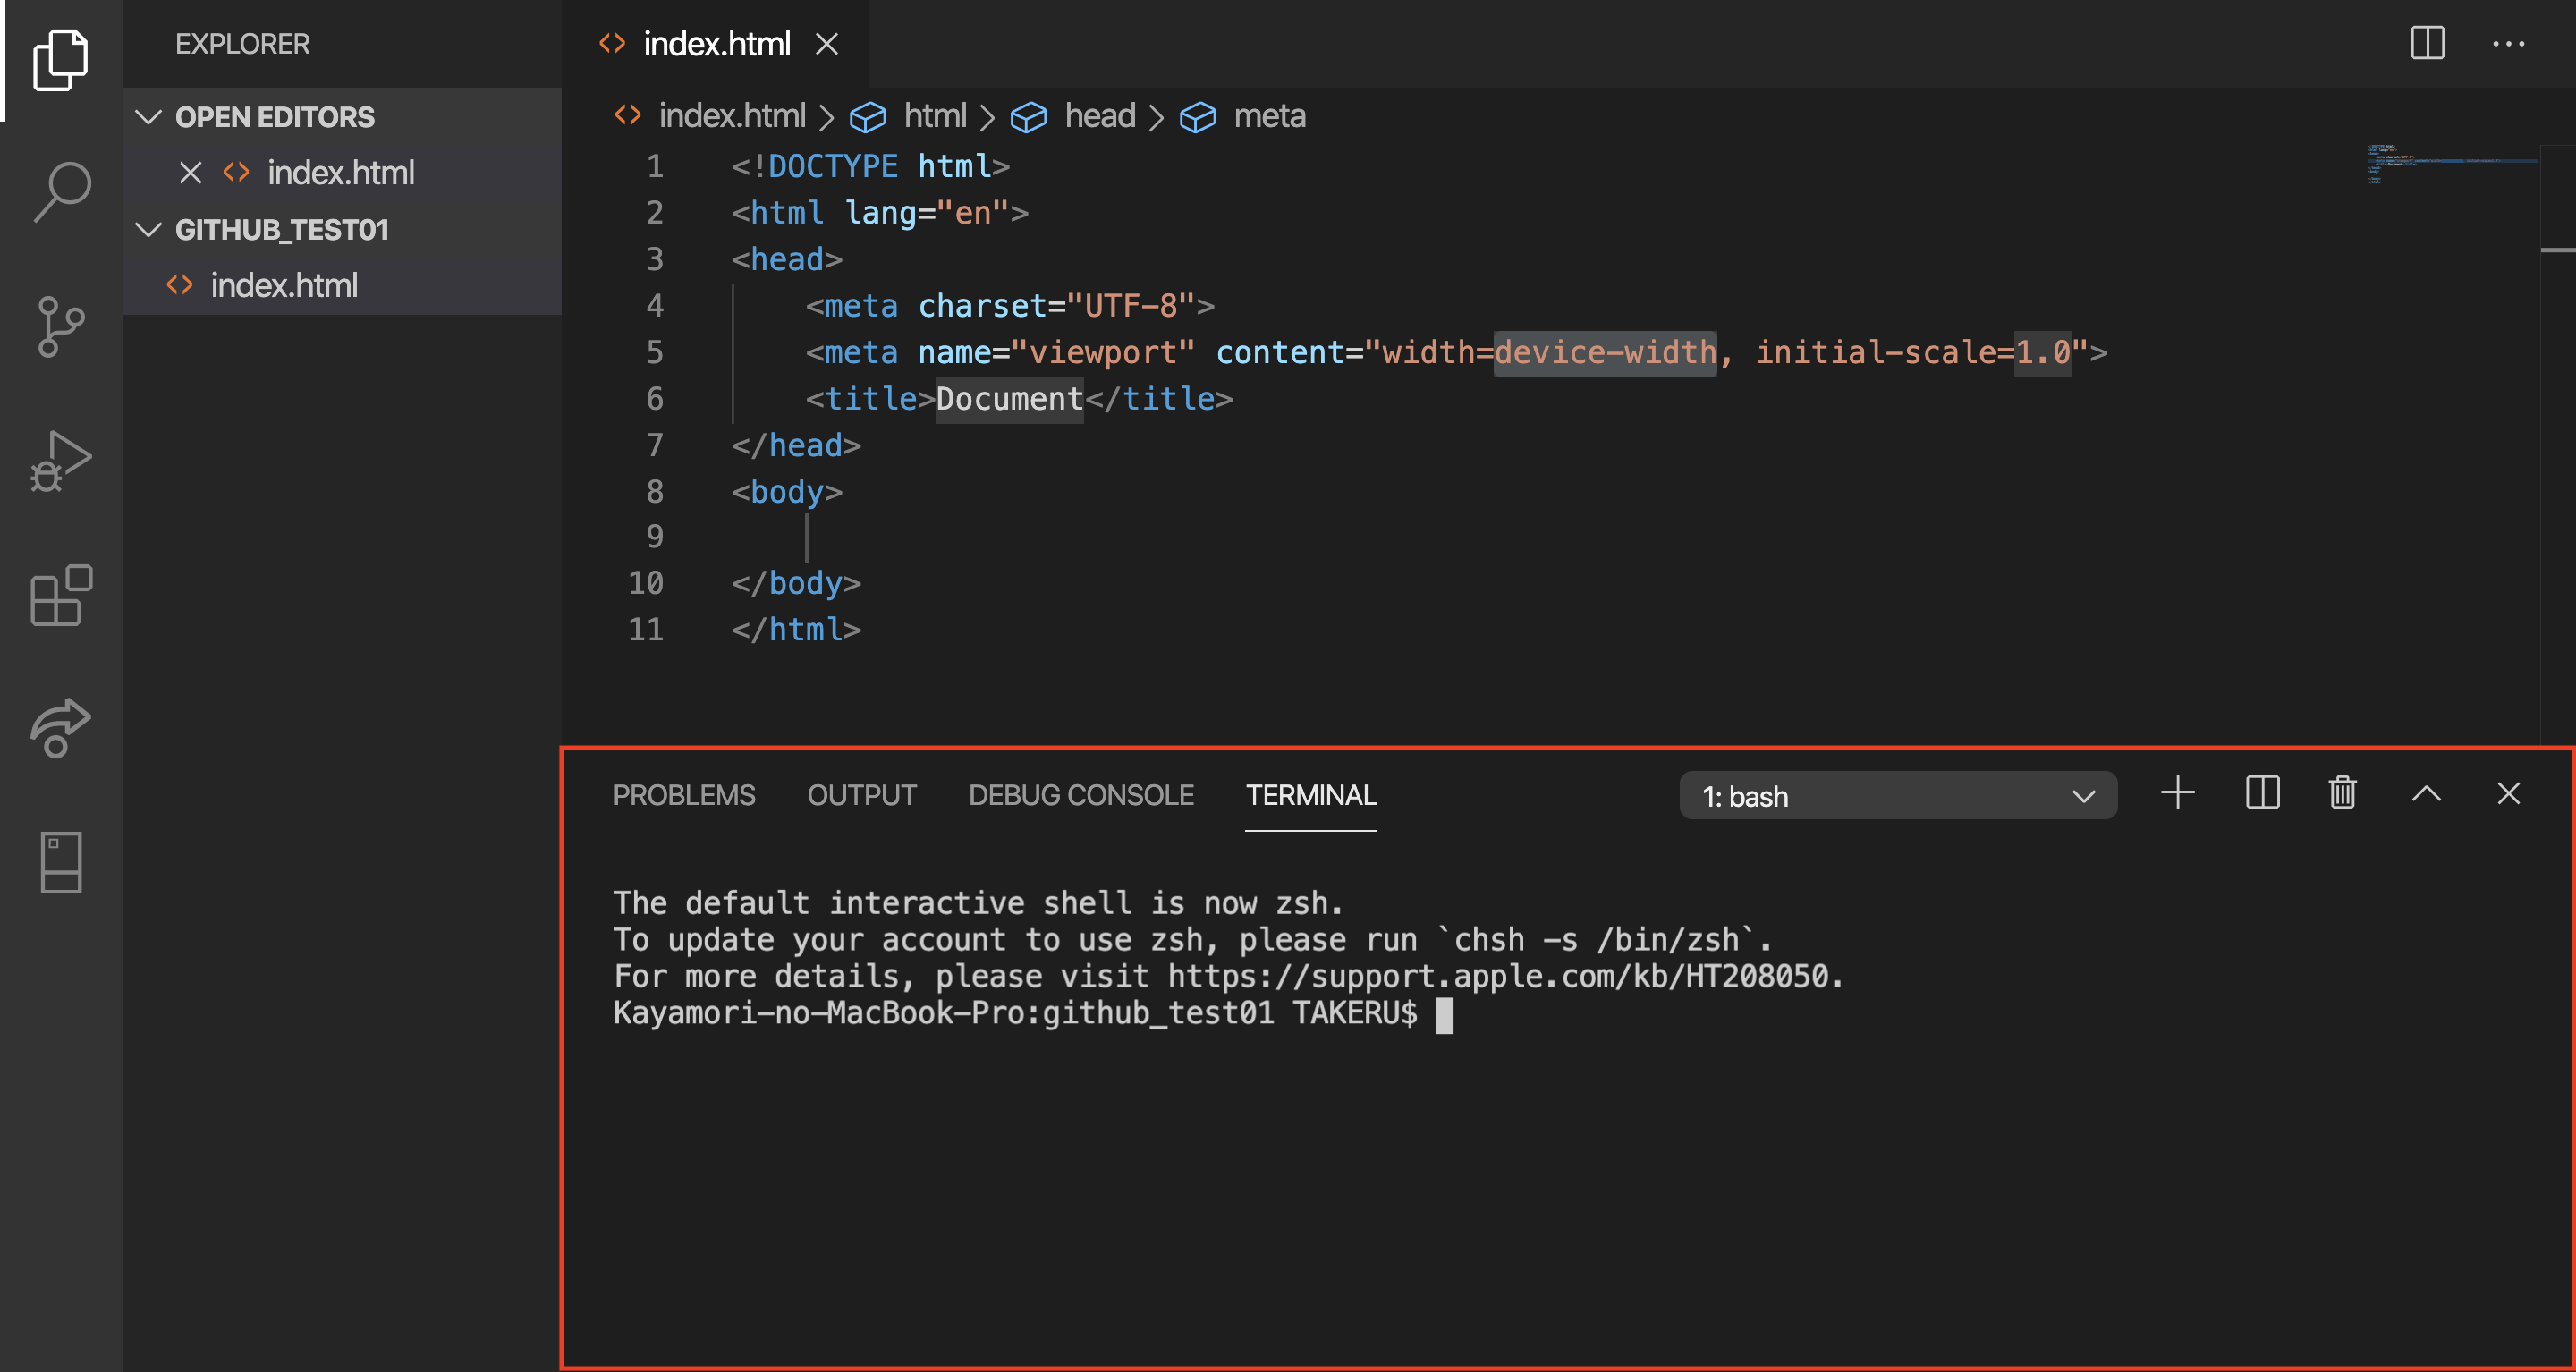 EXPLORER
OPEN EDITORS
index.html
GITHUB_TEST01
index.html
index.html
index.html > html > head > meta
1 <!DOCTYPE html>
2 <html lang="en">
3 <head>
4 <meta charset="UTF-8">
5 <meta name="viewport" content="width=device-width, initial-scale=1.0">
6 <title>Document</title>
7 </head>
8 <body>
9
10 </body>
11 </html>
PROBLEMS OUTPUT DEBUG CONSOLE TERMINAL 1: bash
The default interactive shell is now zsh.
To update your account to use zsh, please run `chsh -s /bin/zsh`.
For more details, please visit https://support.apple.com/kb/HT208050.
Kayamori-no-MacBook-Pro:github_test01 TAKERU$